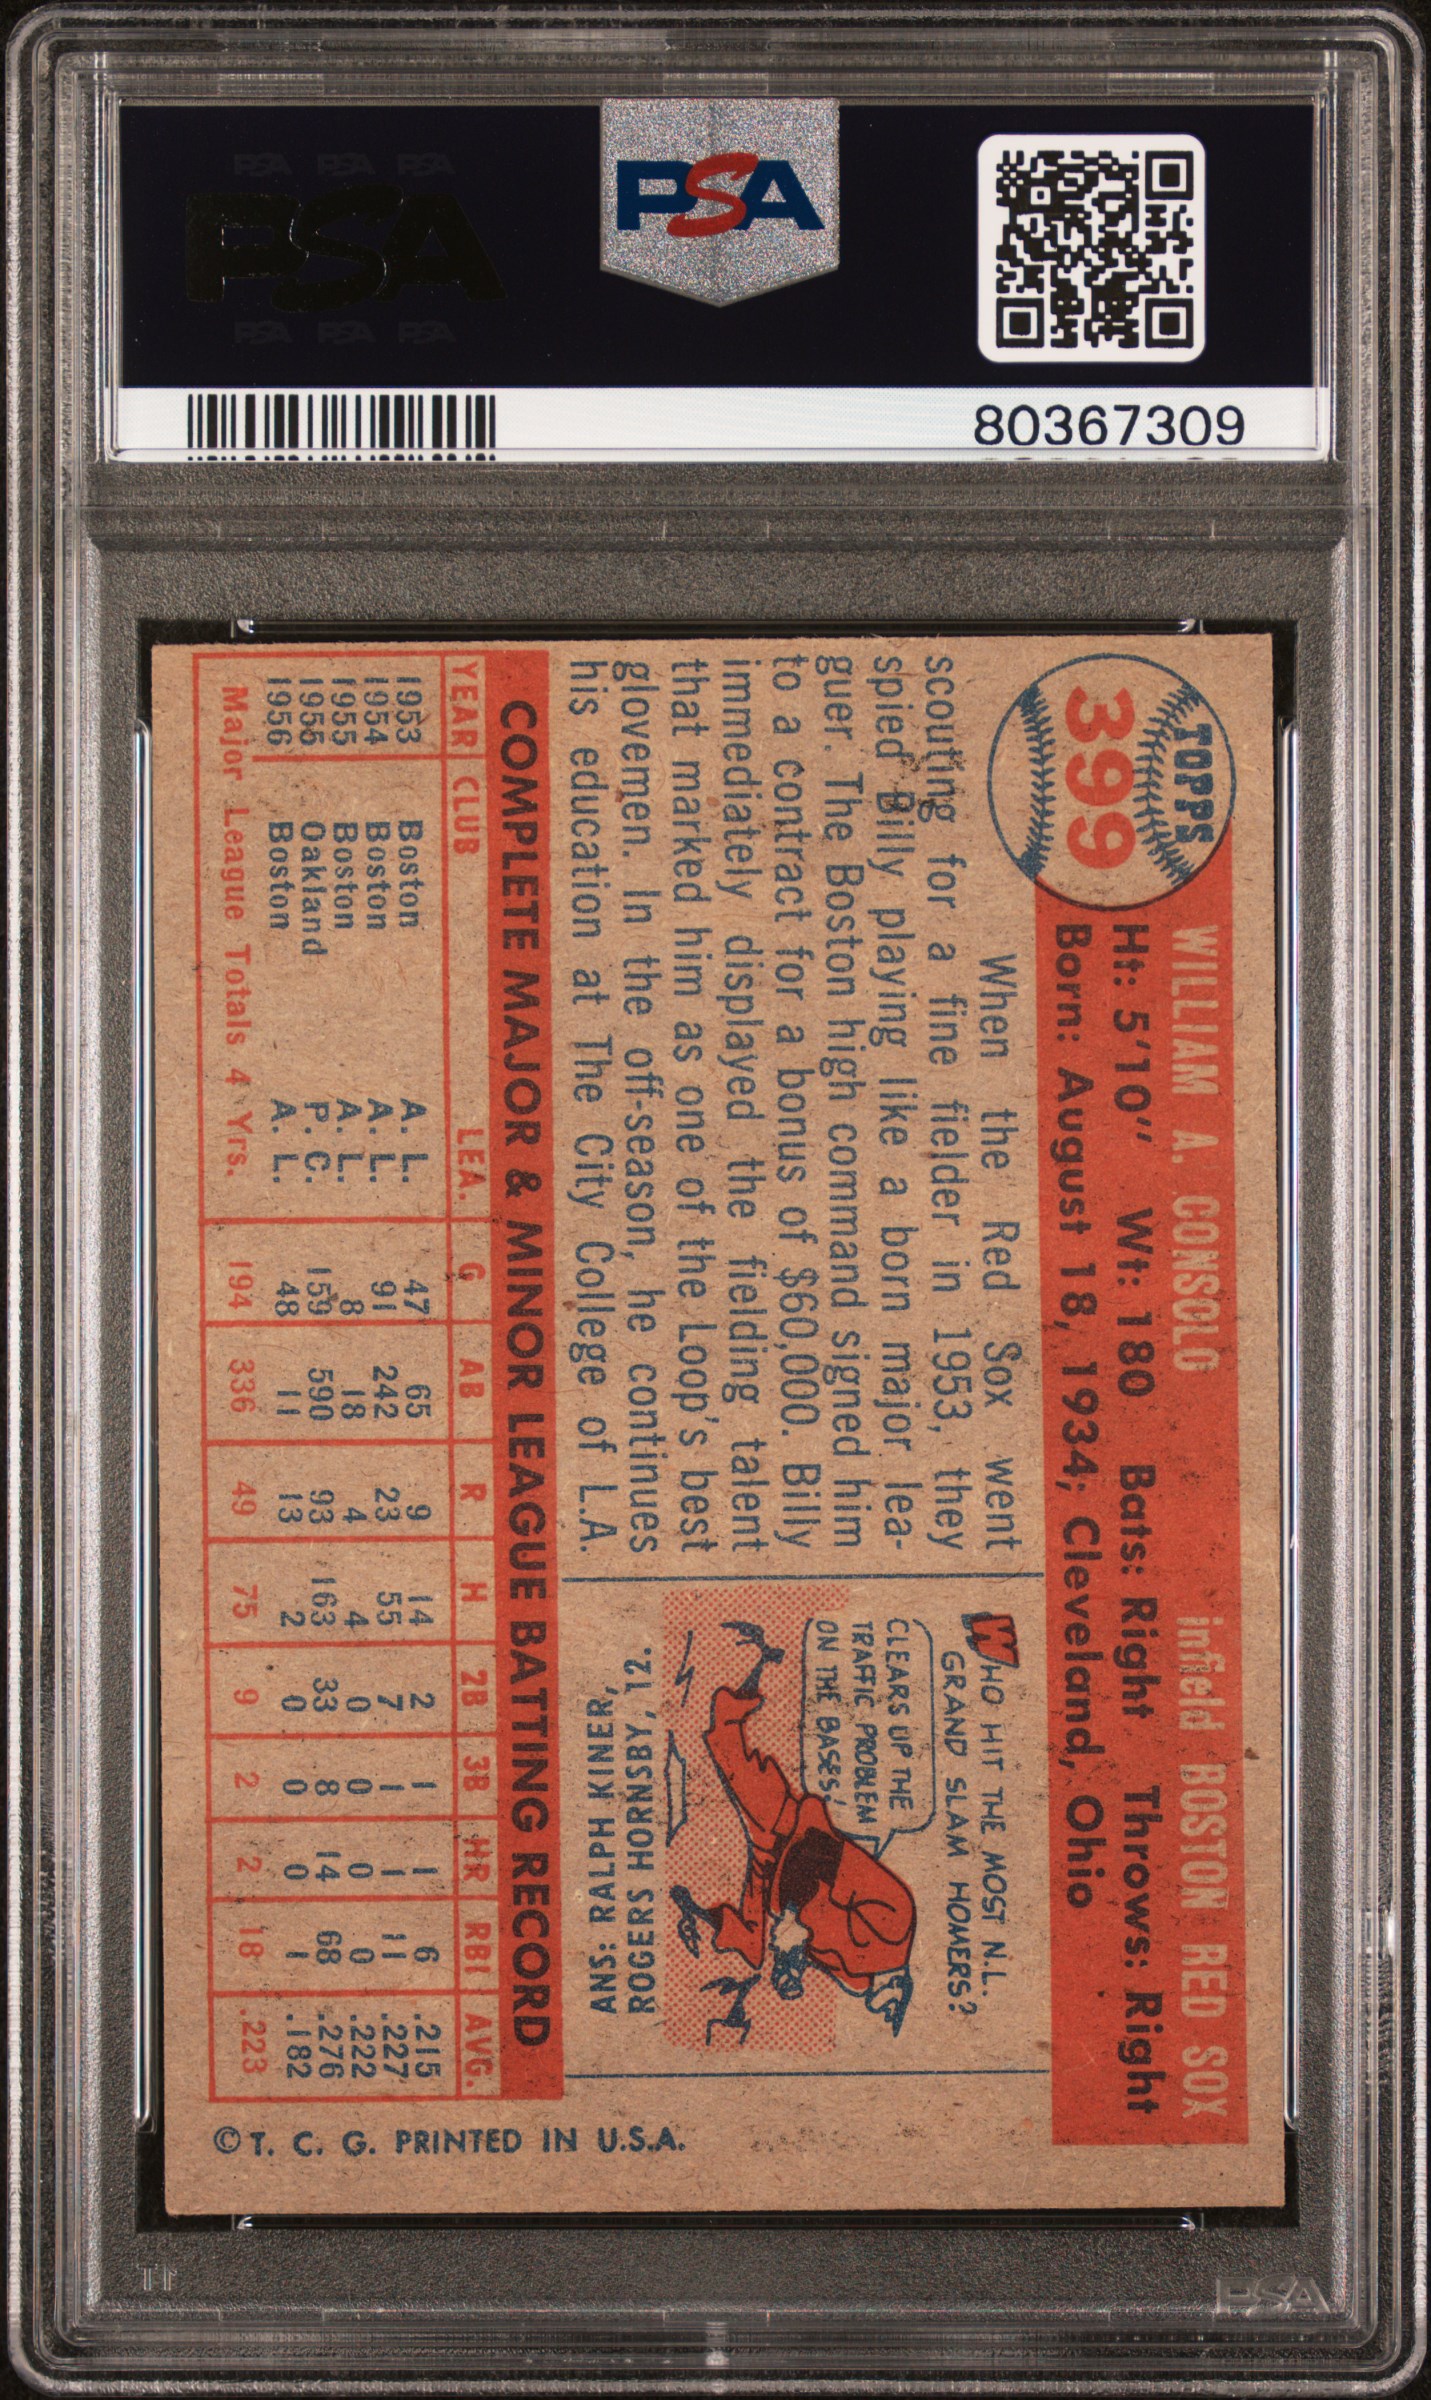 PSA PSA PSA
PSA
PSA PSA PSA
PSA
80367309
TOPPS
399
WILLIAM A. CONSOLO infield BOSTON RED SOX
Ht: 5'10" Wt: 180 Bats: Right Throws: Right
Born: August 18, 1934; Cleveland, Ohio
When the Red Sox went
scouting for a fine fielder in 1953, they
spied Billy playing like a born major lea-
guer. The Boston high command signed him
to a contract for a bonus of $60,000. Billy
immediately displayed the fielding talent
that marked him as one of the Loop's best
glovemen. In the off-season, he continues
his education at The City College of L.A.
WHO HIT THE MOST N.L.
GRAND SLAM HOMERS?
CLEARS UP THE
TRAFFIC PROBLEM
ON THE BASES!
ANS: RALPH KINER,
ROGERS HORNSBY, 12.
COMPLETE MAJOR & MINOR LEAGUE BATTING RECORD
YEAR CLUB LEA. G AB R H 2B 3B HR RBI AVG.
1953 Boston A. L. 47 65 9 14 2 1 1 6 .215
1954 Boston A. L. 91 242 23 55 7 1 1 11 .227
1955 Boston A. L. 8 18 4 4 0 0 0 0 .222
1955 Oakland P. C. 159 590 93 163 33 8 14 68 .276
1956 Boston A. L. 48 11 13 2 0 0 0 1 .182
Major League Totals 4 Yrs. 194 336 49 75 9 2 2 18 .223
© T. C. G. PRINTED IN U.S.A.
PSA